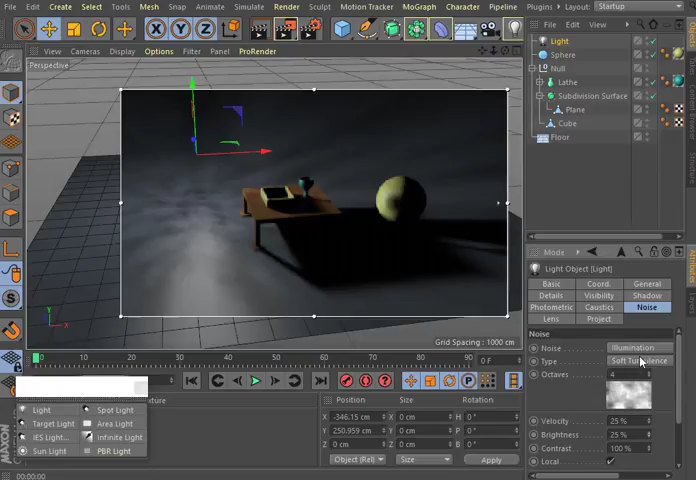 Edit Create Select Tools Mesh Snap Animate Simulate Render Sculpt Motion Tracker MoGraph Character Pipeline Plugins Layout: Startup
X Y Z
View Cameras Display Options Filter Panel ProRender
Perspective
Grid Spacing : 1000 cm
Y
X
File Edit View
Light
Sphere
Null
Lathe
Subdivision Surface
Plane
Cube
Floor
Objects
Content Browser
Mode
Attributes
Layers
Light Object [Light]
Basic Coord. General
Details Visibility Shadow
Photometric Caustics Noise
Lens Project
Noise
Noise Illumination
Type Soft Turbulence
Octaves 4
Velocity 25 %
Brightness 25 %
Contrast 100 %
Local
0 10 20 30 40 50 60 70 80 90 0 F
P
Light Spot Light
Target Light Area Light
IES Light... Infinite Light
Sun Light PBR Light
Position Size Rotation
X -346.15 cm X 0 cm H 0 °
Y 250.959 cm Y 0 cm P 0 °
Z 0 cm Z 0 cm B 0 °
Object (Rel) Size Apply
MAXON
00:00:00